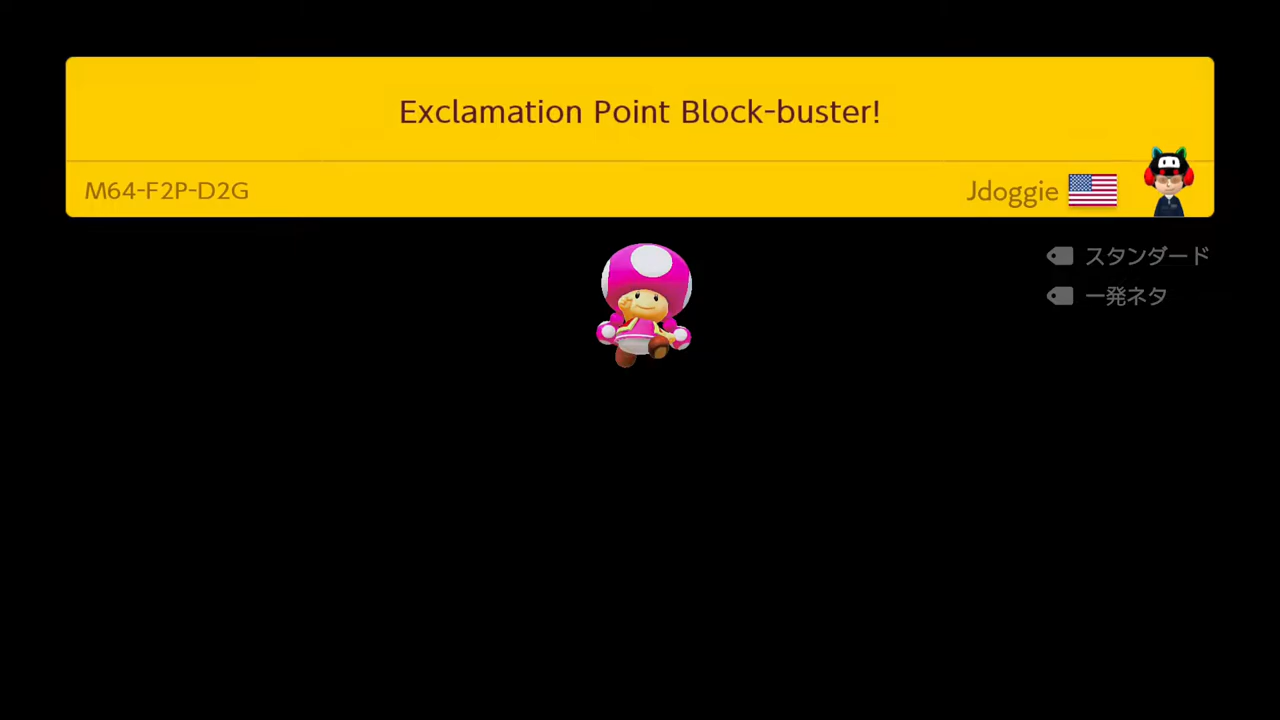 Exclamation Point Block-buster!
M64-F2P-D2G
Jdoggie
スタンダード
一発ネタ